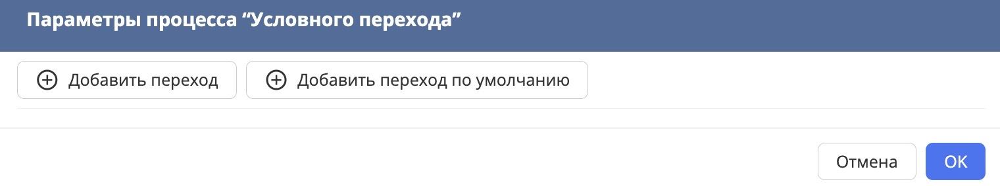 Параметры процесса “Условного перехода”
Добавить переход
Добавить переход по умолчанию
Отмена
OK